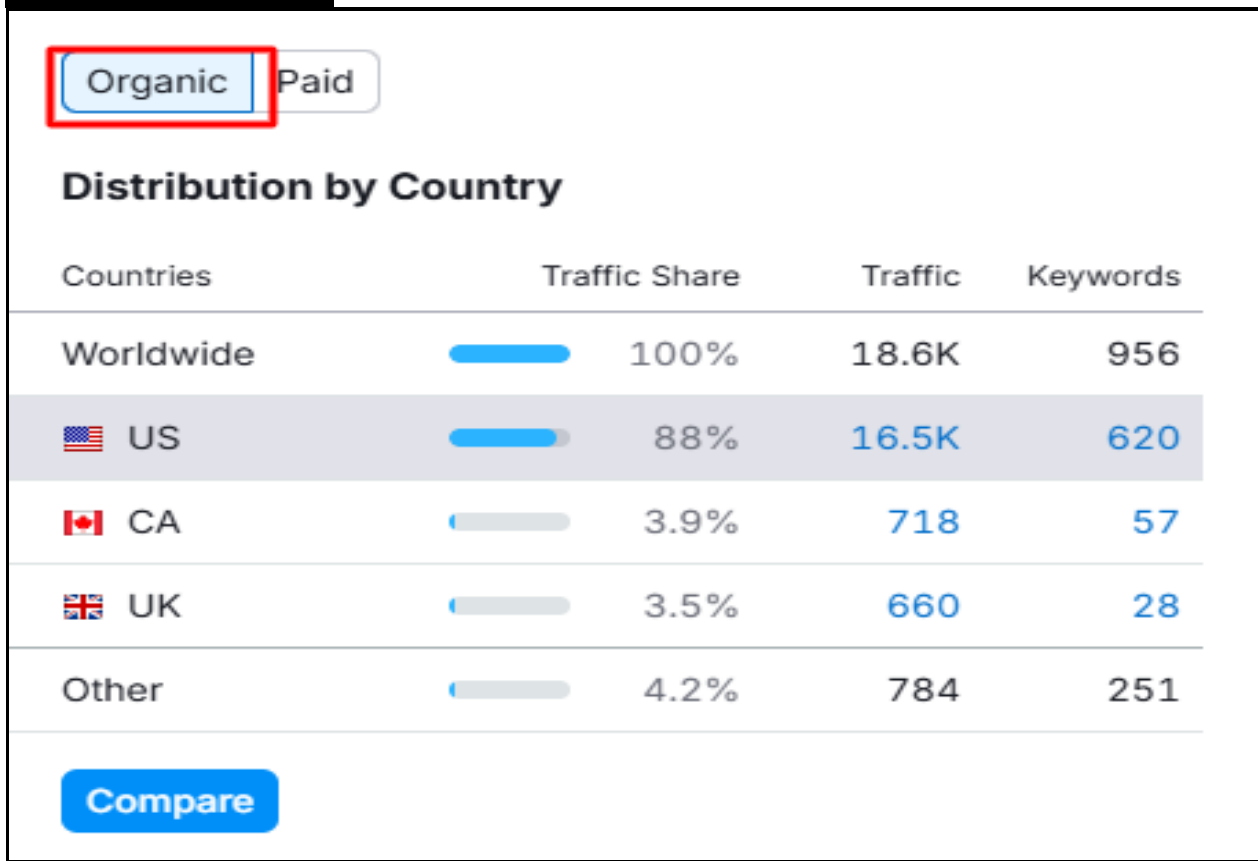 Organic Paid
Distribution by Country
Countries Traffic Share Traffic Keywords
Worldwide 100% 18.6K 956
US 88% 16.5K 620
CA 3.9% 718 57
UK 3.5% 660 28
Other 4.2% 784 251
Compare